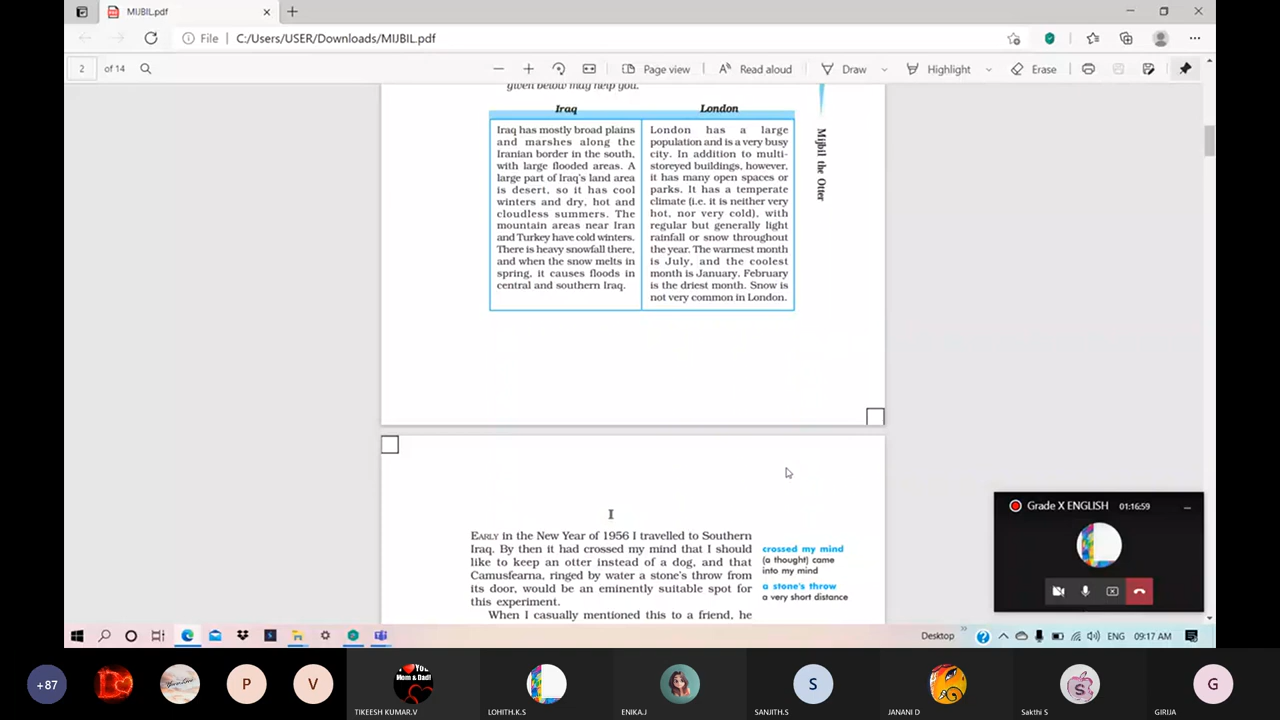 MIJBIL.pdf
File
C:/Users/USER/Downloads/MIJBIL.pdf
2
of 14
Page view
Read aloud
Draw
Highlight
Erase
given below may help you.
Iraq
London
Iraq has mostly broad plains
and marshes along the
Iranian border in the south,
with large flooded areas. A
large part of Iraq's land area
is desert, so it has cool
winters and dry, hot and
cloudless summers. The
mountain areas near Iran
and Turkey have cold winters.
There is heavy snowfall there,
and when the snow melts in
spring, it causes floods in
central and southern Iraq.
London has a large
population and is a very busy
city. In addition to multi-
storeyed buildings, however,
it has many open spaces or
parks. It has a temperate
climate (i.e. it is neither very
hot, nor very cold), with
regular but generally light
rainfall or snow throughout
the year. The warmest month
is July, and the coolest
month is January. February
is the driest month. Snow is
not very common in London.
Mijbil the Otter
I
EARLY in the New Year of 1956 I travelled to Southern
Iraq. By then it had crossed my mind that I should
like to keep an otter instead of a dog, and that
Camusfearna, ringed by water a stone's throw from
its door, would be an eminently suitable spot for
this experiment.
When I casually mentioned this to a friend, he
crossed my mind
(a thought) came
into my mind
a stone's throw
a very short distance
Grade X ENGLISH
01:16:59
Desktop
ENG
09:17 AM
+87
P
V
You
Mom & Dad!
TIKEESH KUMAR.V
LOHITH.K.S
ENIKA.J
S
SANJITH.S
JANANI D
Sakthi S
G
GIRIJA